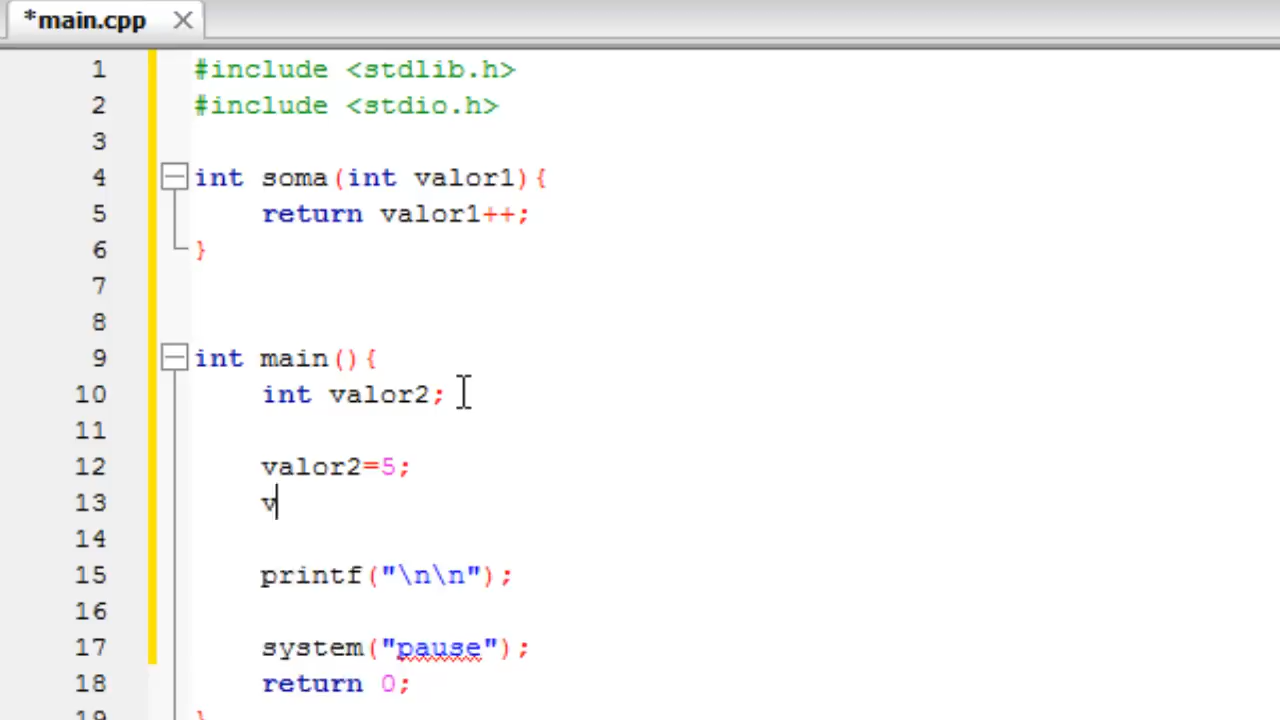 *main.cpp
1 #include <stdlib.h>
2 #include <stdio.h>
3
4 int soma(int valor1){
5 return valor1++;
6 }
7
8
9 int main(){
10 int valor2;
11
12 valor2=5;
13 v
14
15 printf("\n\n");
16
17 system("pause");
18 return 0;
19 }